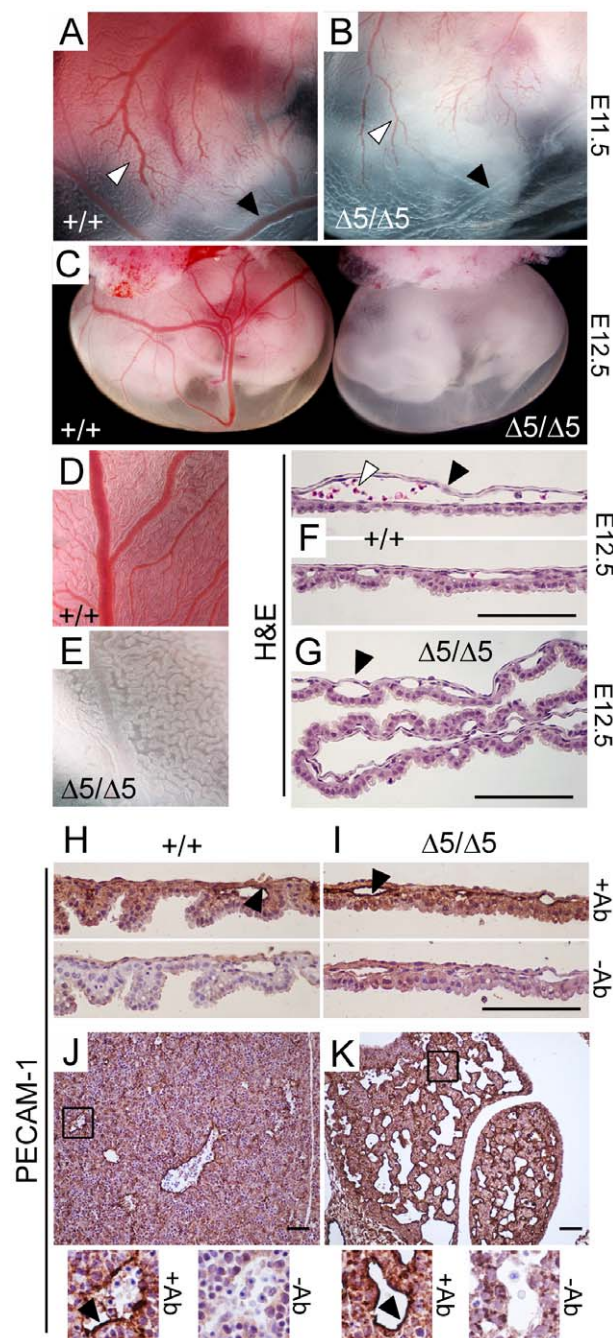 A
B
E11.5
+/+
Δ5/Δ5
C
E12.5
+/+
Δ5/Δ5
D
+/+
E
Δ5/Δ5
H&E
F
+/+
E12.5
G
Δ5/Δ5
E12.5
H
+/+
I
Δ5/Δ5
PECAM-1
+Ab
-Ab
J
K
+Ab
-Ab
+Ab
-Ab